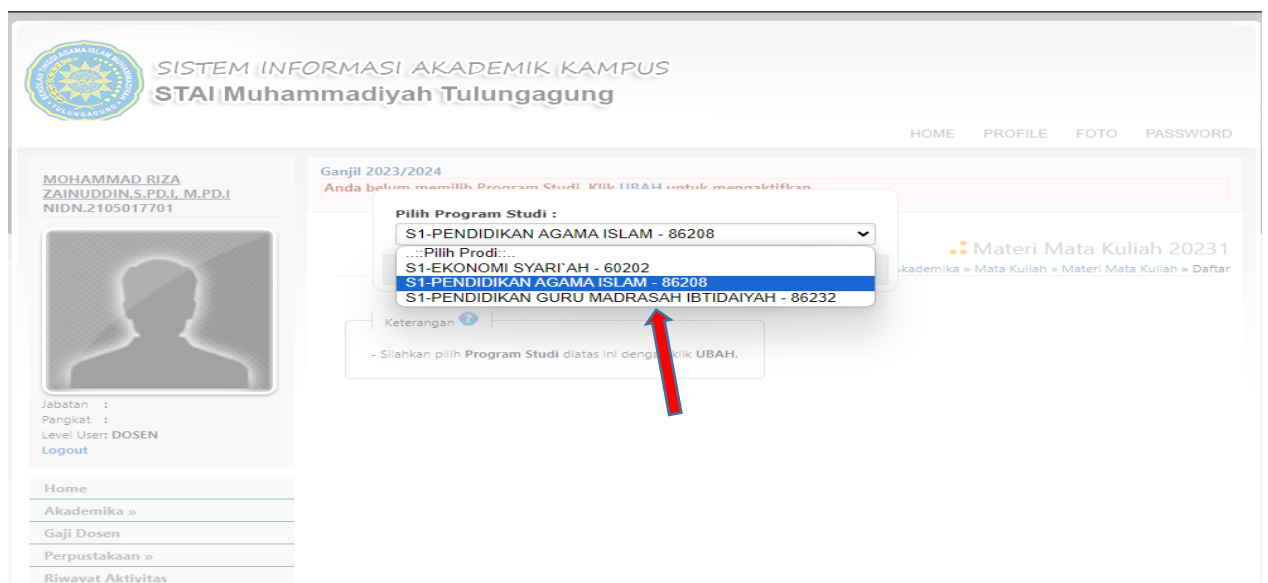 SISTEM INFORMASI AKADEMIK KAMPUS
STAI Muhammadiyah Tulungagung
HOME PROFILE FOTO PASSWORD
MOHAMMAD RIZA
ZAINUDDIN,S.PD.I, M.PD.I
NIDN.2105017701
Jabatan :
Pangkat :
Level User: DOSEN
Logout
Home
Akademika »
Gaji Dosen
Perpustakaan »
Riwayat Aktivitas
Ganjil 2023/2024
Anda belum memilih Program Studi. Klik UBAH untuk mengaktifkan
Pilih Program Studi :
S1-PENDIDIKAN AGAMA ISLAM - 86208
..::Pilih Prodi::..
S1-EKONOMI SYARI`AH - 60202
S1-PENDIDIKAN AGAMA ISLAM - 86208
S1-PENDIDIKAN GURU MADRASAH IBTIDAIYAH - 86232
Materi Mata Kuliah 20231
kademika » Mata Kuliah » Materi Mata Kuliah » Daftar
Keterangan ?
- Silahkan pilih Program Studi diatas ini dengan klik UBAH.